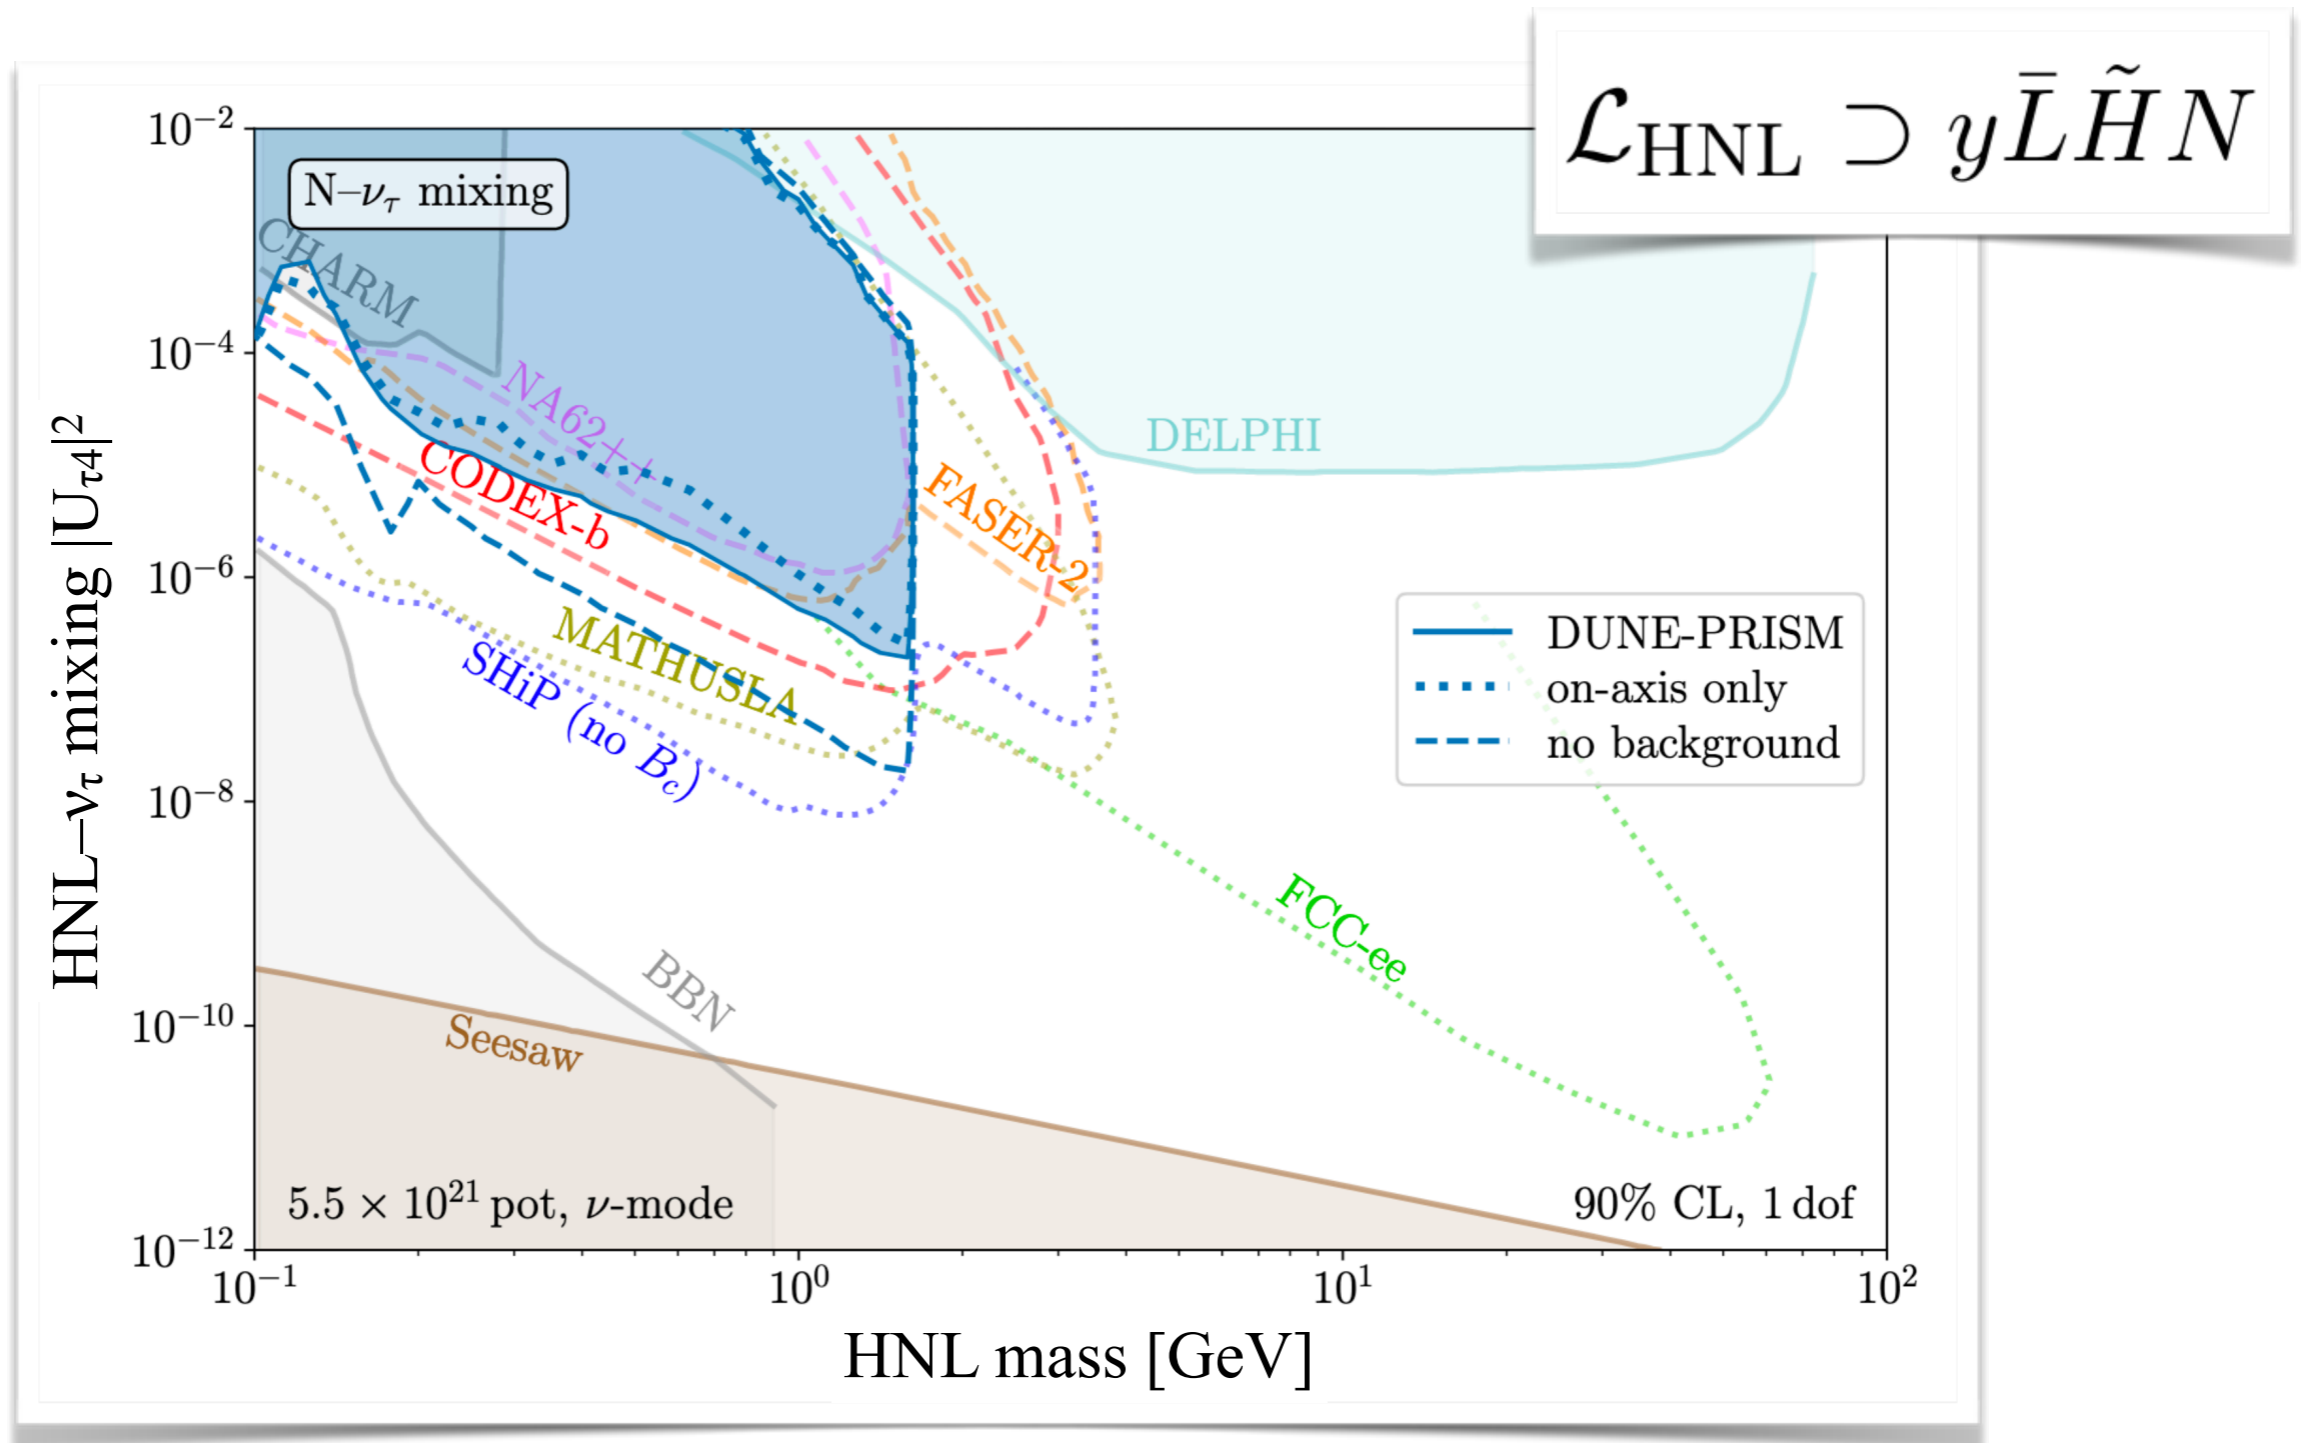 ℒ_HNL ⊃ yL̄H̃N
10⁻²
10⁻⁴
10⁻⁶
10⁻⁸
10⁻¹⁰
10⁻¹²
HNL–ντ mixing |Uτ4|²
N–ντ mixing
CHARM
NA62++
CODEX-b
DELPHI
FASER-2
MATHUSLA
SHiP (no B_c)
DUNE-PRISM
on-axis only
no background
FCC-ee
BBN
Seesaw
5.5 × 10²¹ pot, ν-mode
90% CL, 1 dof
10⁻¹ 10⁰ 10¹ 10²
HNL mass [GeV]